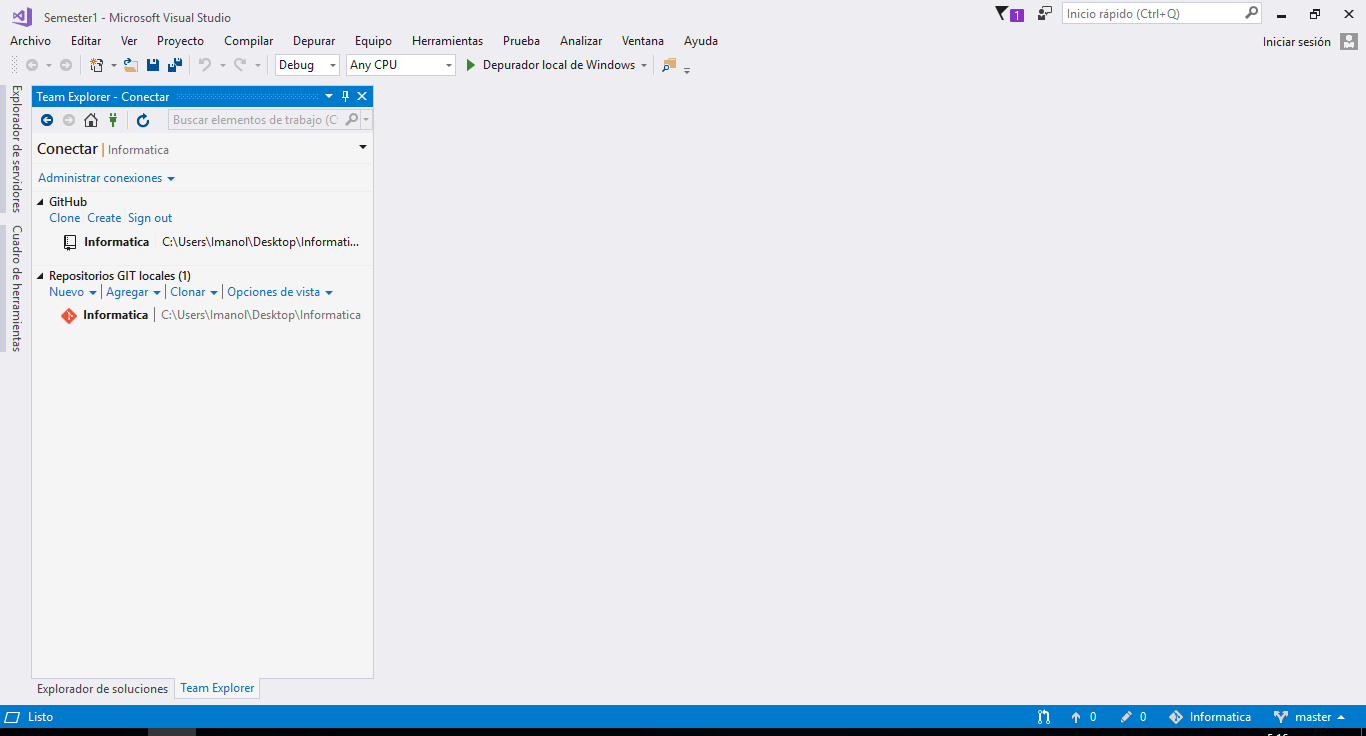 Semester1 - Microsoft Visual Studio
1
Inicio rápido (Ctrl+Q)
Archivo Editar Ver Proyecto Compilar Depurar Equipo Herramientas Prueba Analizar Ventana Ayuda
Iniciar sesión
Debug Any CPU Depurador local de Windows
Explorador de servidores
Cuadro de herramientas
Team Explorer - Conectar
Buscar elementos de trabajo (C
Conectar | Informatica
Administrar conexiones
GitHub
Clone Create Sign out
Informatica C:\Users\Imanol\Desktop\Informati...
Repositorios GIT locales (1)
Nuevo | Agregar | Clonar | Opciones de vista
Informatica | C:\Users\Imanol\Desktop\Informatica
Explorador de soluciones Team Explorer
Listo
0 0 Informatica master